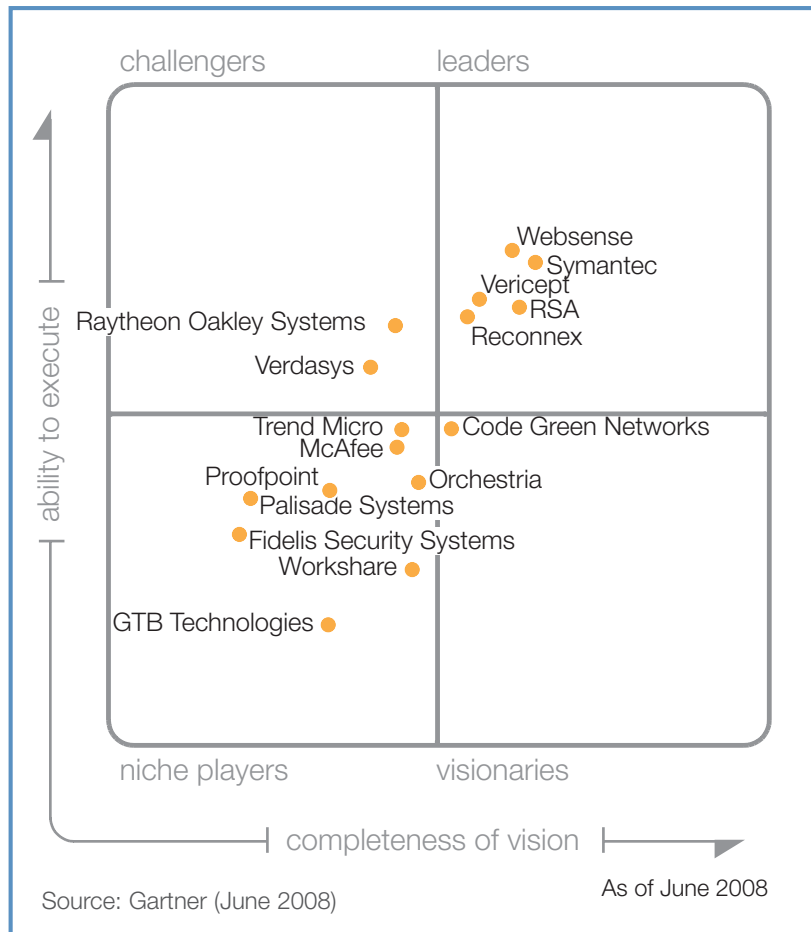 challengers
leaders
Websense
Symantec
Vericept
RSA
Reconnex
Raytheon Oakley Systems
Verdasys
Trend Micro
Code Green Networks
McAfee
Orchestria
Proofpoint
Palisade Systems
Fidelis Security Systems
Workshare
GTB Technologies
ability to execute
niche players
visionaries
completeness of vision
As of June 2008
Source: Gartner (June 2008)